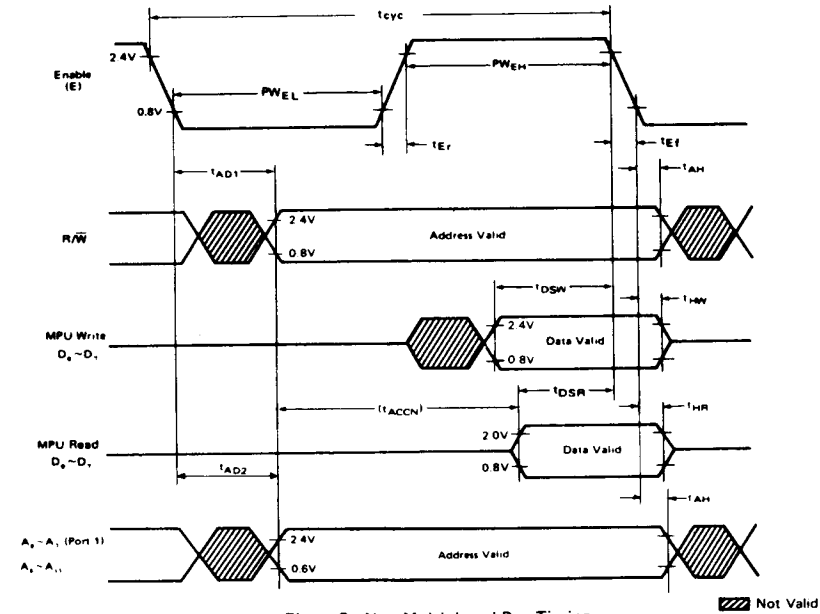 tcyc
2.4V
Enable
(E)
PWEL
PWEH
0.8V
tEr
tEf
tAD1
tAH
R/W̅
2.4V
Address Valid
0.8V
tDSW
tHW
MPU Write
D0~D7
2.4V
Data Valid
0.8V
tDSR
(tACCN)
tHR
MPU Read
D0~D7
2.0V
Data Valid
0.8V
tAD2
tAH
A0~A7 (Port 1)
2.4V
Address Valid
0.6V
Not Valid